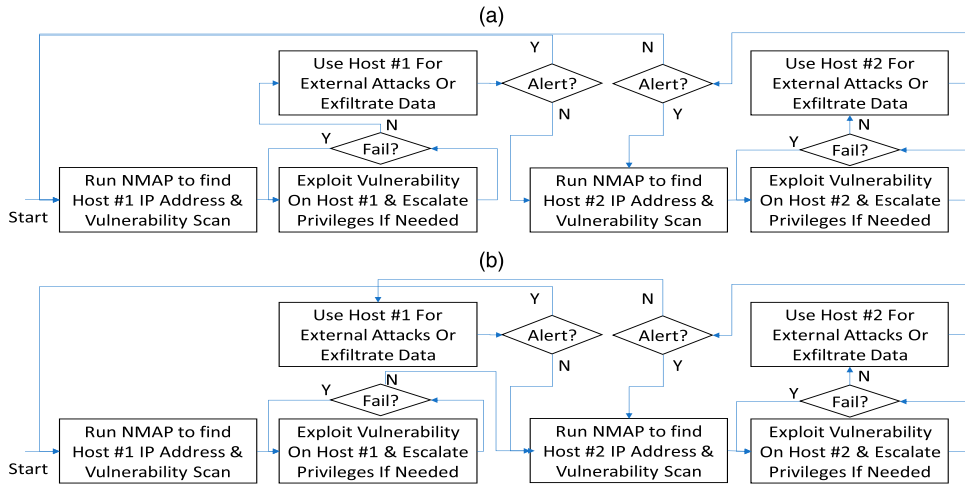 (a)
Y
N
Use Host #1 For
External Attacks Or
Exfiltrate Data
Alert?
Alert?
Use Host #2 For
External Attacks Or
Exfiltrate Data
N
N
Y
N
Y
Fail?
Y
Fail?
Start
Run NMAP to find
Host #1 IP Address &
Vulnerability Scan
Exploit Vulnerability
On Host #1 & Escalate
Privileges If Needed
Run NMAP to find
Host #2 IP Address &
Vulnerability Scan
Exploit Vulnerability
On Host #2 & Escalate
Privileges If Needed
(b)
Y
N
Use Host #1 For
External Attacks Or
Exfiltrate Data
Alert?
Alert?
Use Host #2 For
External Attacks Or
Exfiltrate Data
N
N
Y
N
Y
Fail?
Y
Fail?
Start
Run NMAP to find
Host #1 IP Address &
Vulnerability Scan
Exploit Vulnerability
On Host #1 & Escalate
Privileges If Needed
Run NMAP to find
Host #2 IP Address &
Vulnerability Scan
Exploit Vulnerability
On Host #2 & Escalate
Privileges If Needed